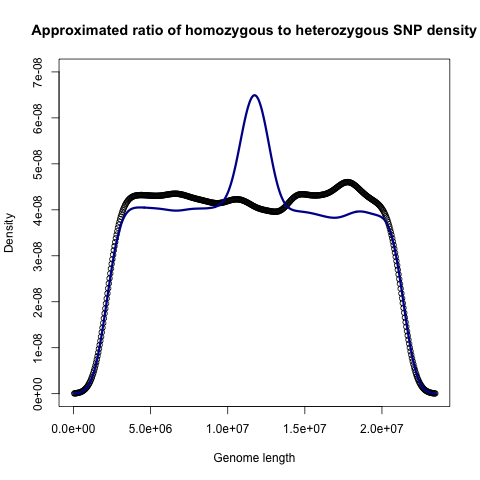 Approximated ratio of homozygous to heterozygous SNP density
7e-08
6e-08
5e-08
4e-08
3e-08
2e-08
1e-08
0e+00
Density
0.0e+00 5.0e+06 1.0e+07 1.5e+07 2.0e+07
Genome length